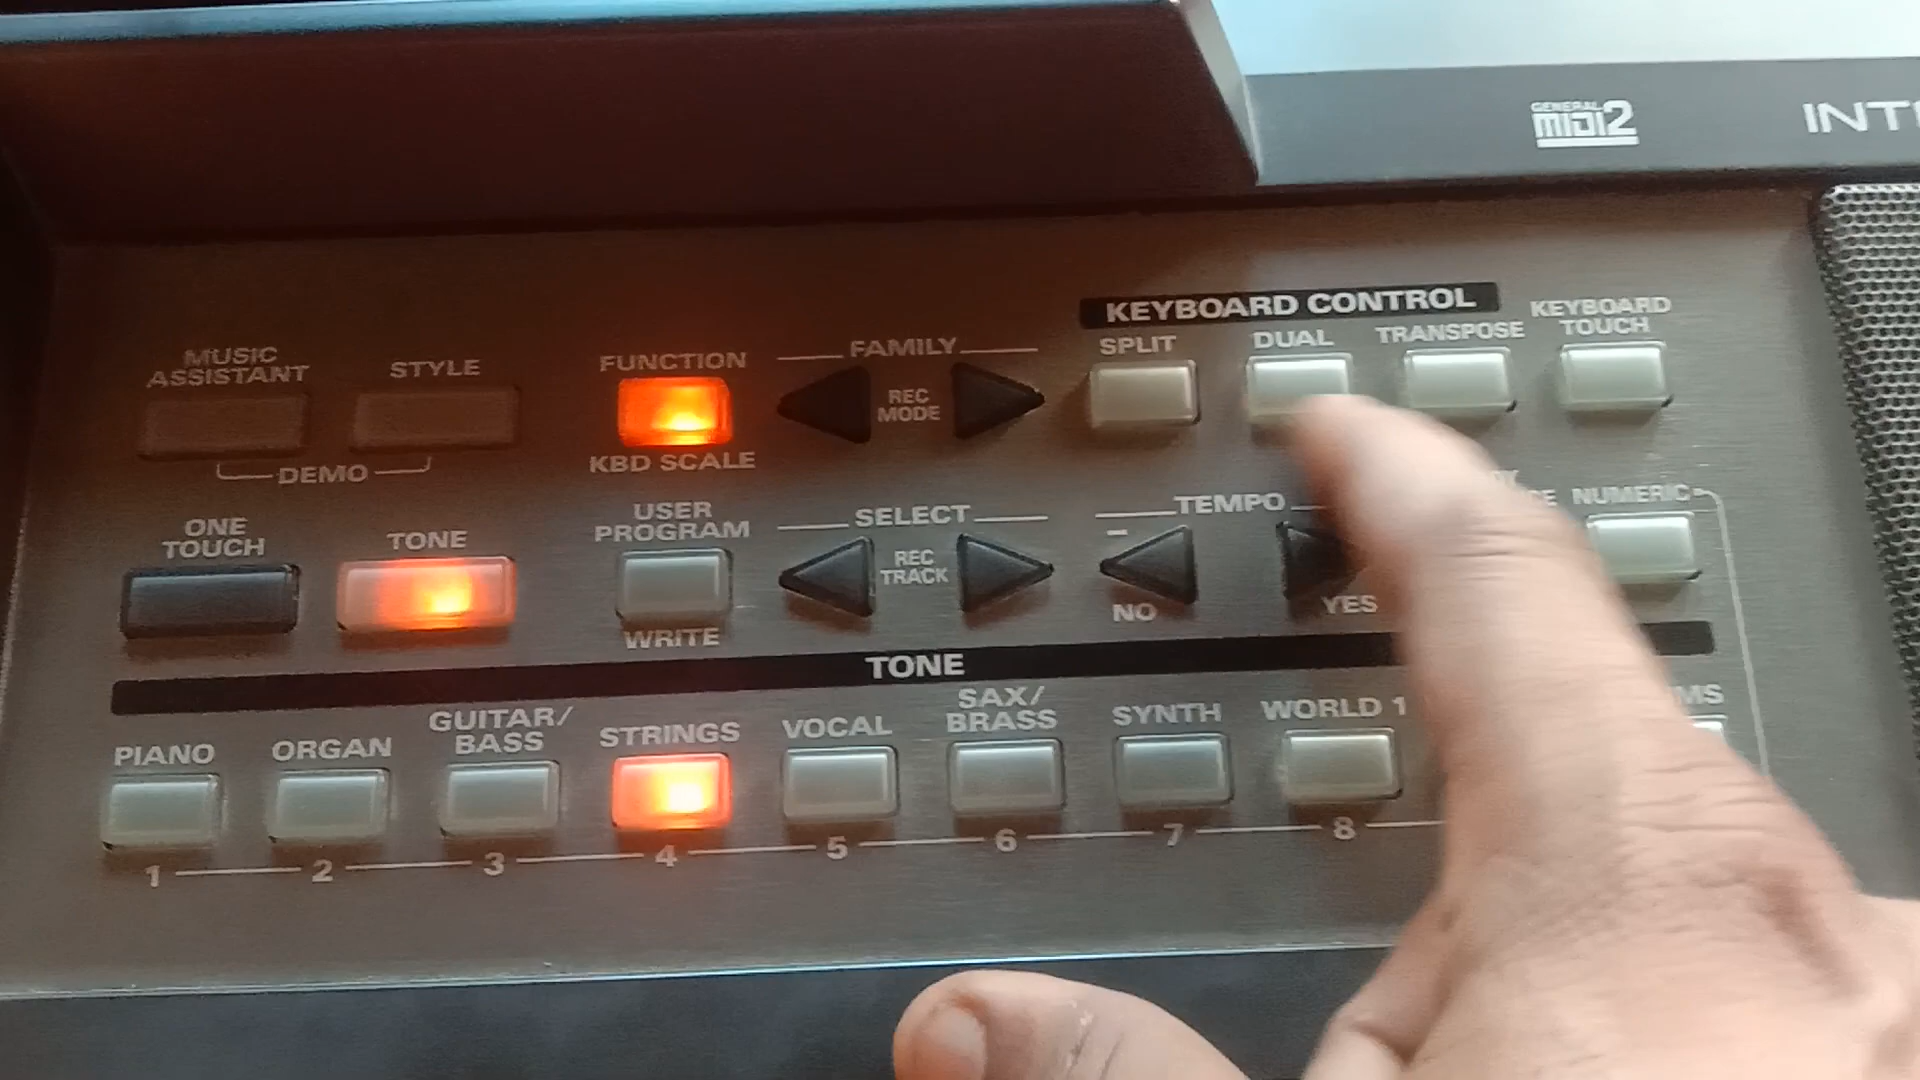 GENERAL
MIDI2
INT
KEYBOARD CONTROL
KEYBOARD
TOUCH
SPLIT
DUAL
TRANSPOSE
MUSIC
ASSISTANT
STYLE
FUNCTION
FAMILY
REC
MODE
DEMO
KBD SCALE
ONE
TOUCH
TONE
USER
PROGRAM
SELECT
REC
TRACK
TEMPO
-
NO
YES
NUMERIC
WRITE
TONE
PIANO
ORGAN
GUITAR/
BASS
STRINGS
VOCAL
SAX/
BRASS
SYNTH
WORLD 1
1
2
3
4
5
6
7
8